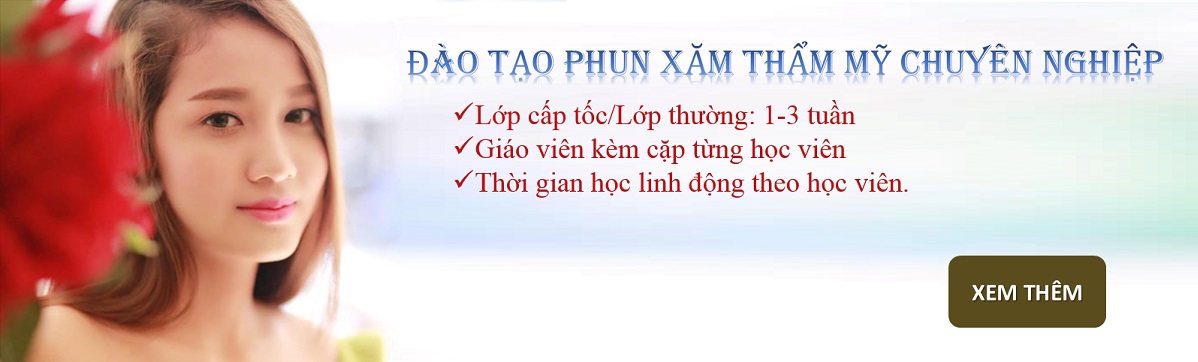 ĐÀO TẠO PHUN XĂM THẨM MỸ CHUYÊN NGHIỆP
✓Lớp cấp tốc/Lớp thường: 1-3 tuần
✓Giáo viên kèm cặp từng học viên
✓Thời gian học linh động theo học viên.
XEM THÊM